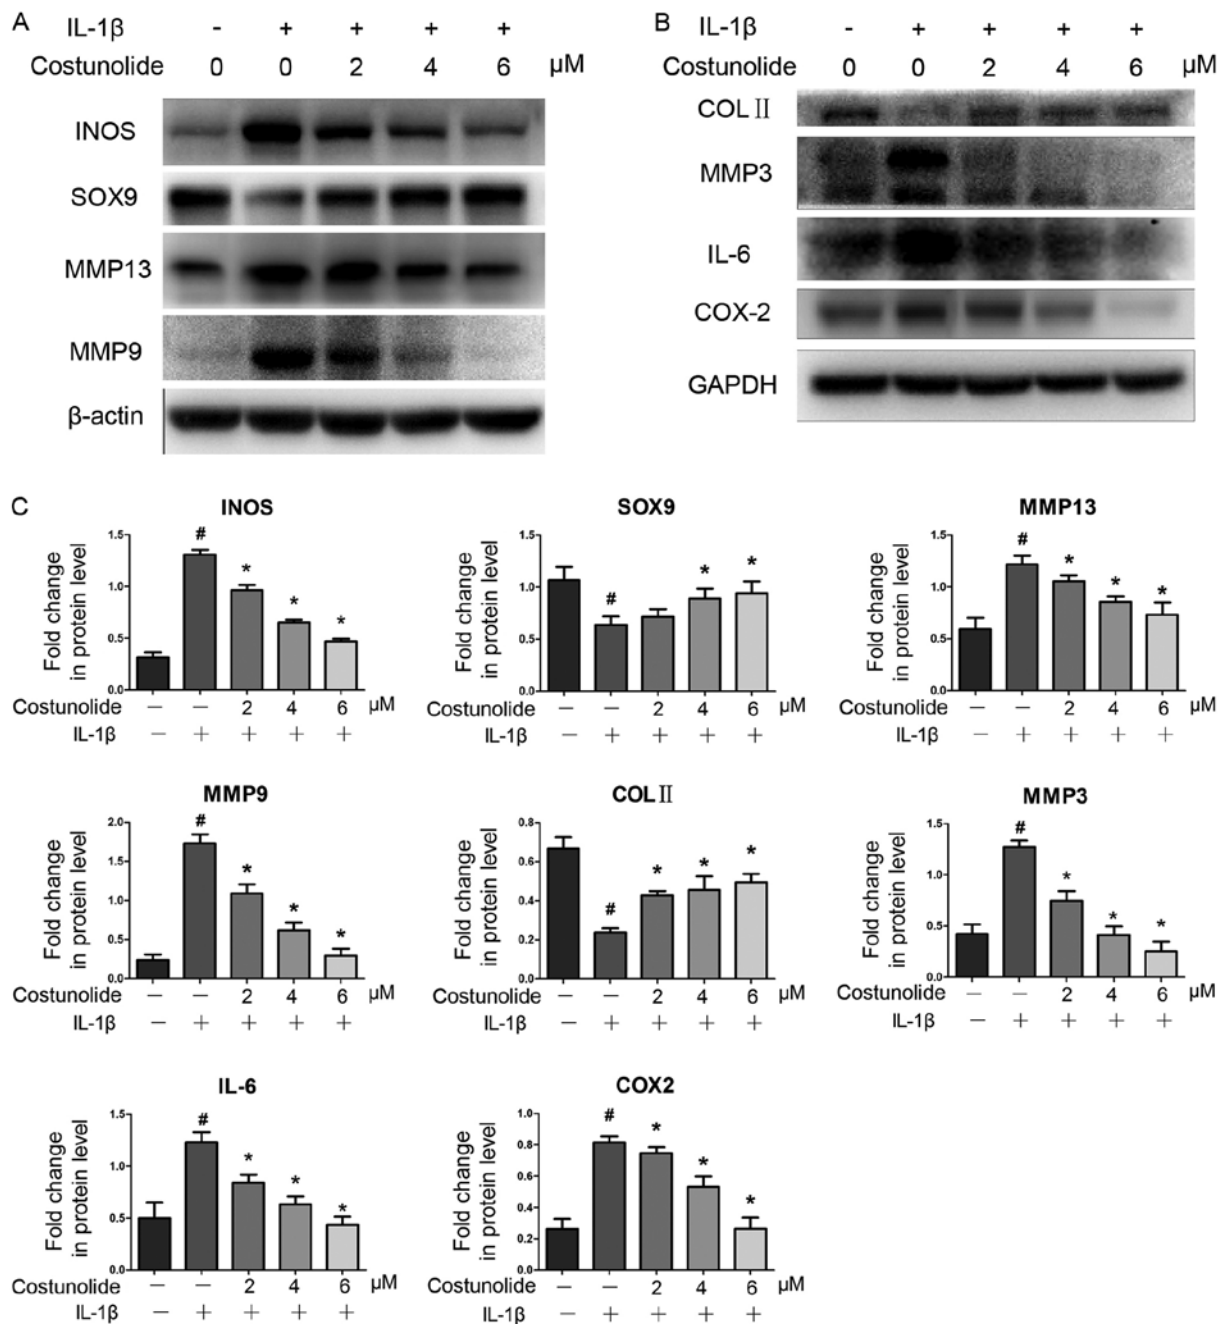 A
IL-1β - + + + +
Costunolide 0 0 2 4 6 μM
INOS
SOX9
MMP13
MMP9
β-actin
B
IL-1β - + + + +
Costunolide 0 0 2 4 6 μM
COL Ⅱ
MMP3
IL-6
COX-2
GAPDH
C
INOS
Fold change
in protein level
1.5
1.0
0.5
0.0
#
*
*
*
Costunolide — — 2 4 6 μM
IL-1β — + + + +
SOX9
Fold change
in protein level
1.5
1.0
0.5
0.0
#
*
*
Costunolide — — 2 4 6 μM
IL-1β — + + + +
MMP13
Fold change
in protein level
1.5
1.0
0.5
0.0
#
*
*
*
Costunolide — — 2 4 6 μM
IL-1β — + + + +
MMP9
Fold change
in protein level
2.0
1.5
1.0
0.5
0.0
#
*
*
*
Costunolide — — 2 4 6 μM
IL-1β — + + + +
COL Ⅱ
Fold change
in protein level
0.8
0.6
0.4
0.2
0.0
#
*
*
*
Costunolide — — 2 4 6 μM
IL-1β — + + + +
MMP3
Fold change
in protein level
1.5
1.0
0.5
0.0
#
*
*
*
Costunolide — — 2 4 6 μM
IL-1β — + + + +
IL-6
Fold change
in protein level
1.5
1.0
0.5
0.0
#
*
*
*
Costunolide — — 2 4 6 μM
IL-1β — + + + +
COX2
Fold change
in protein level
1.0
0.8
0.6
0.4
0.2
0.0
#
*
*
*
Costunolide — — 2 4 6 μM
IL-1β — + + + +